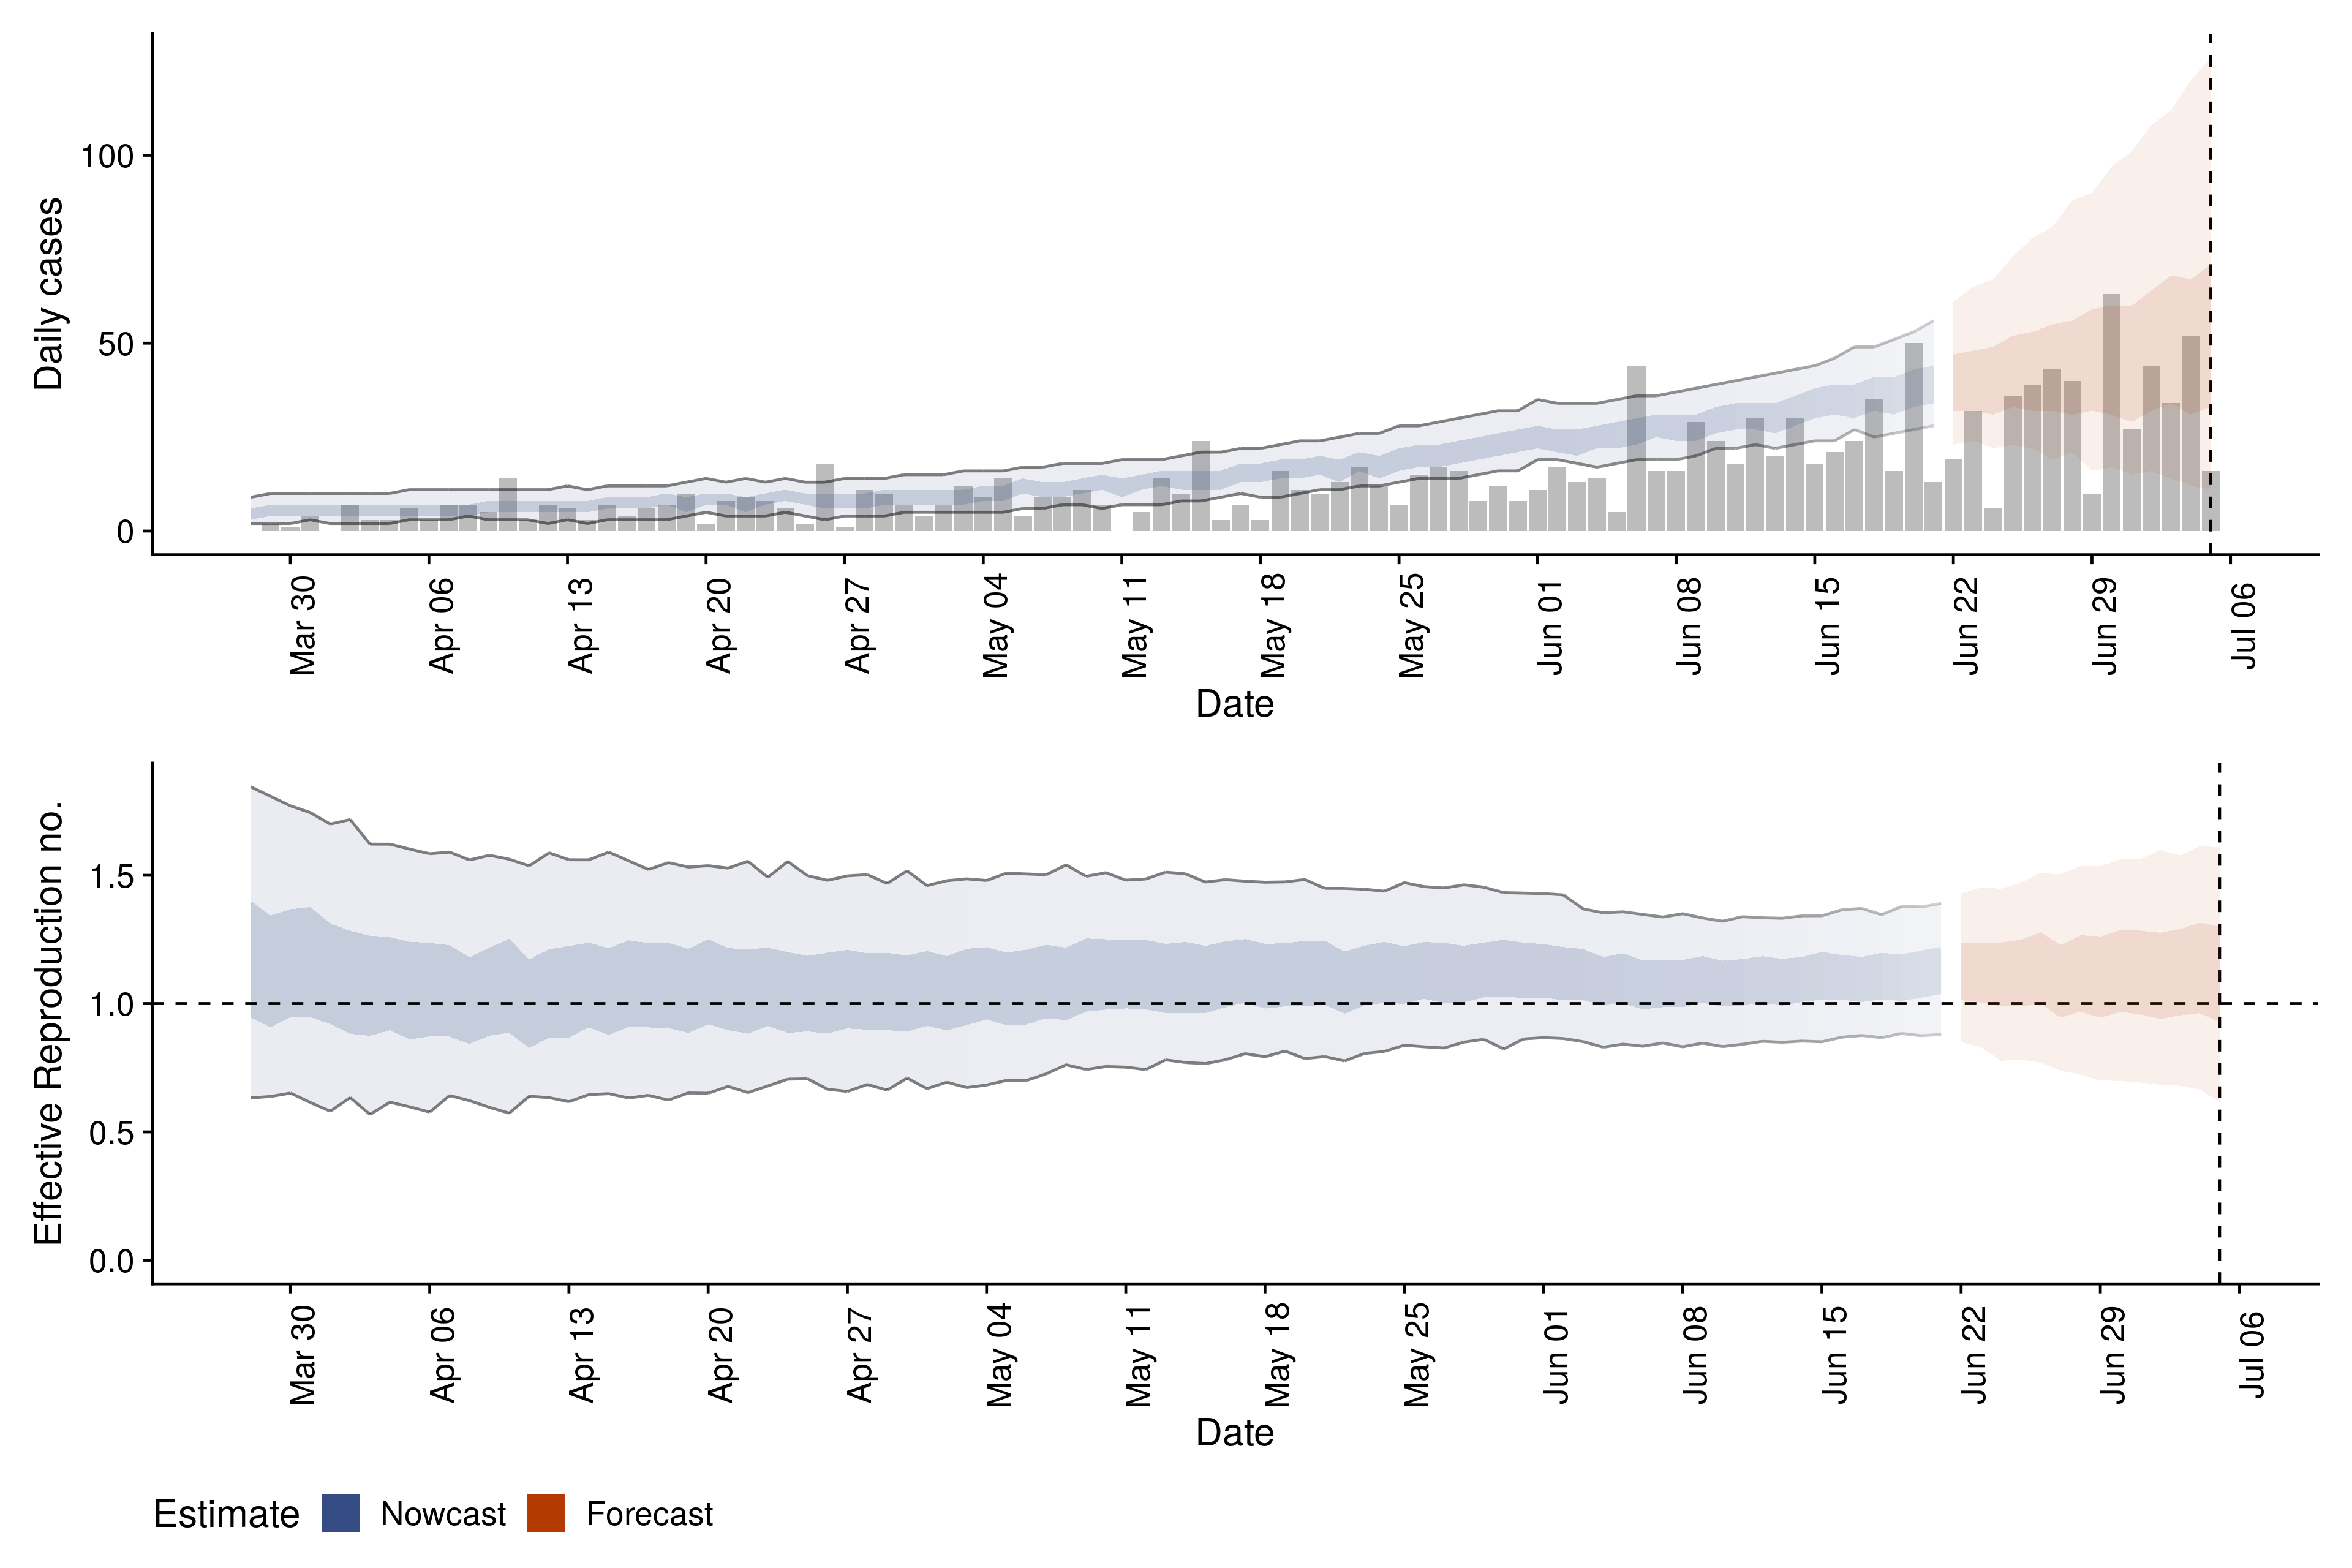 Daily cases
100
50
0
Mar 30 Apr 06 Apr 13 Apr 20 Apr 27 May 04 May 11 May 18 May 25 Jun 01 Jun 08 Jun 15 Jun 22 Jun 29 Jul 06
Date
Effective Reproduction no.
1.5
1.0
0.5
0.0
Mar 30 Apr 06 Apr 13 Apr 20 Apr 27 May 04 May 11 May 18 May 25 Jun 01 Jun 08 Jun 15 Jun 22 Jun 29 Jul 06
Date
Estimate Nowcast Forecast